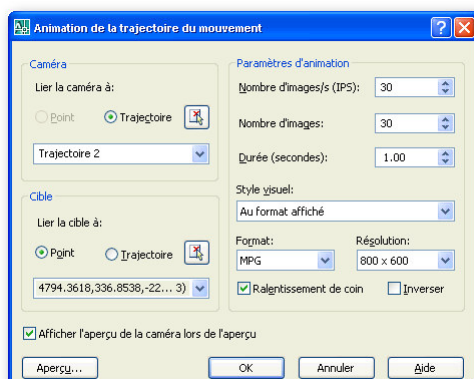 Animation de la trajectoire du mouvement
Caméra
Lier la caméra à:
Point
Trajectoire
Trajectoire 2
Cible
Lier la cible à:
Point
Trajectoire
4794.3618,336.8538,-22... 3)
Paramètres d'animation
Nombre d'images/s (IPS):
30
Nombre d'images:
30
Durée (secondes):
1.00
Style visuel:
Au format affiché
Format:
Résolution:
MPG
800 x 600
Ralentissement de coin
Inverser
Afficher l'aperçu de la caméra lors de l'aperçu
Aperçu...
OK
Annuler
Aide